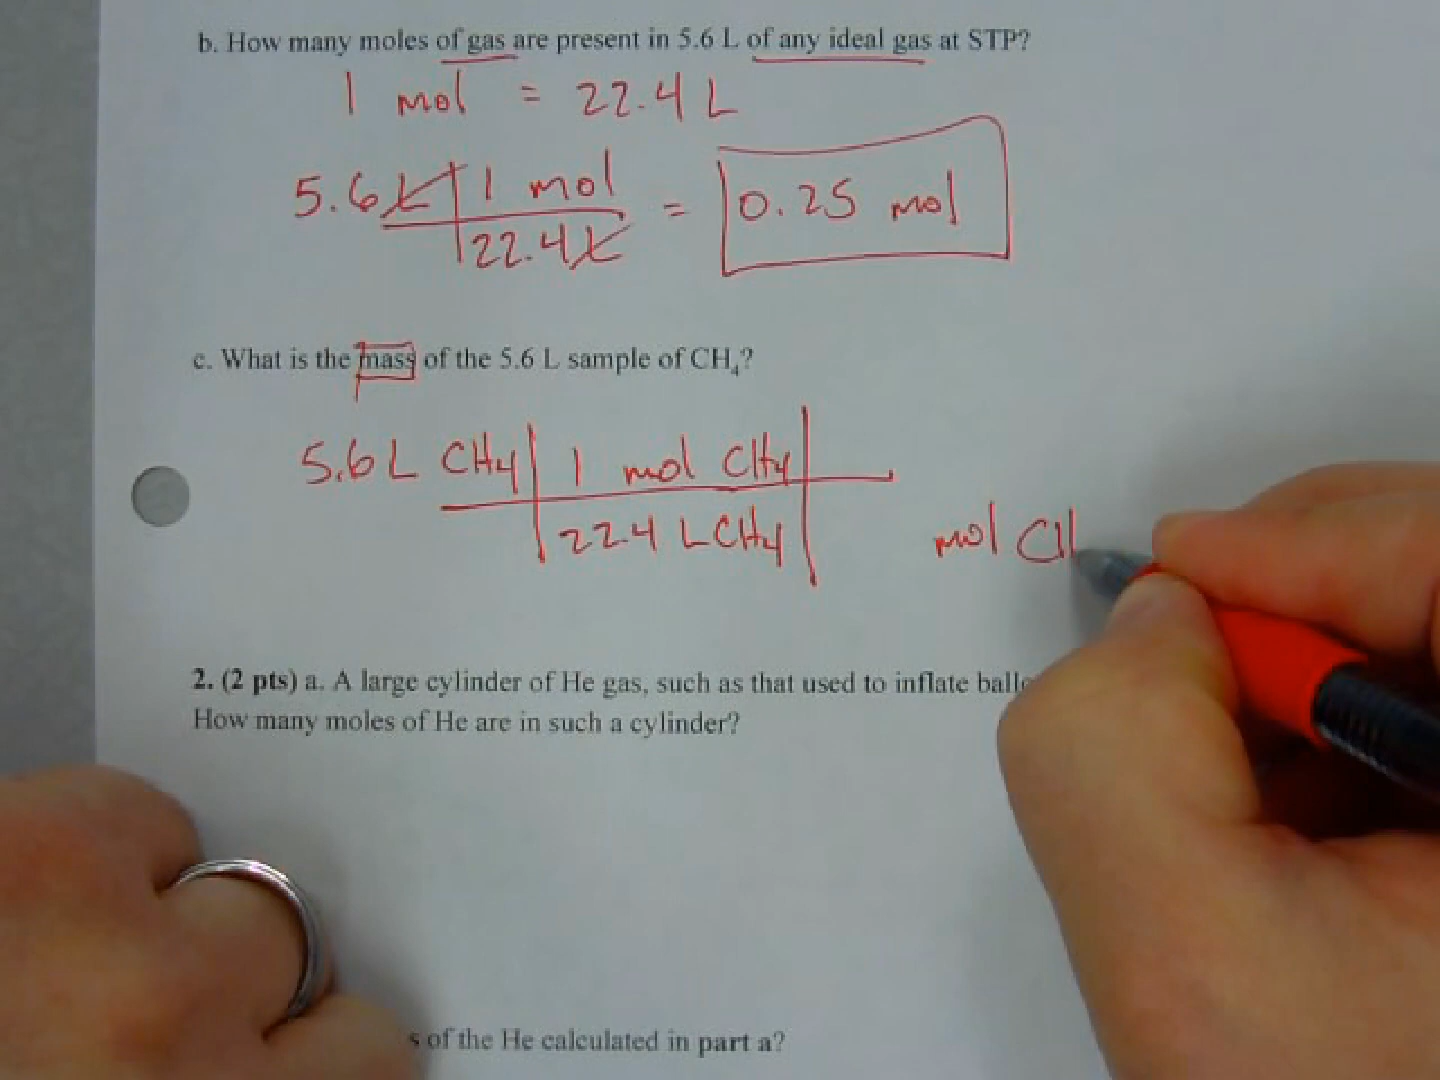 b. How many moles of gas are present in 5.6 L of any ideal gas at STP?
1 mol = 22.4 L
5.6 L | 1 mol = 0.25 mol
22.4 L
c. What is the mass of the 5.6 L sample of CH₄?
5.6 L CH4 | 1 mol CH4 |
22.4 L CH4
mol CH
2. (2 pts) a. A large cylinder of He gas, such as that used to inflate
How many moles of He are in such a cylinder?
of the He calculated in part a?